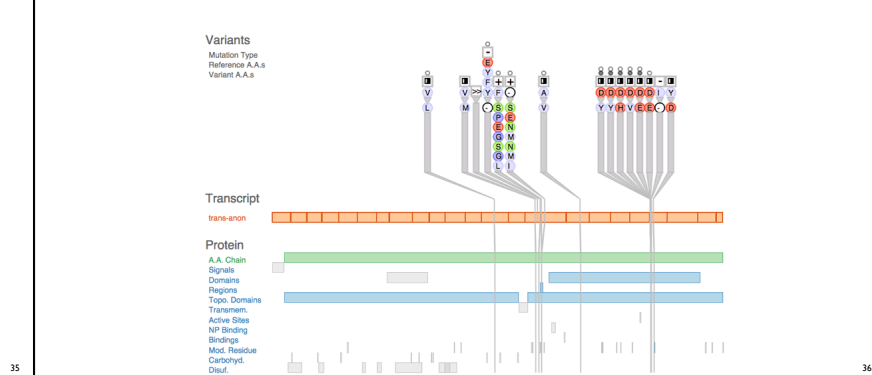 Variants
Mutation Type
Reference A.A.s
Variant A.A.s
-
E
Y
F + + -
V V >> Y F - A D D D D D D I Y
L M - S S V Y Y H V E E - D
P E
E N
G M
S N
G M
L I
Transcript
trans-anon
Protein
A.A. Chain
Signals
Domains
Regions
Topo. Domains
Transmem.
Active Sites
NP Binding
Bindings
Mod. Residue
Carbohyd.
Disuf.
35
36